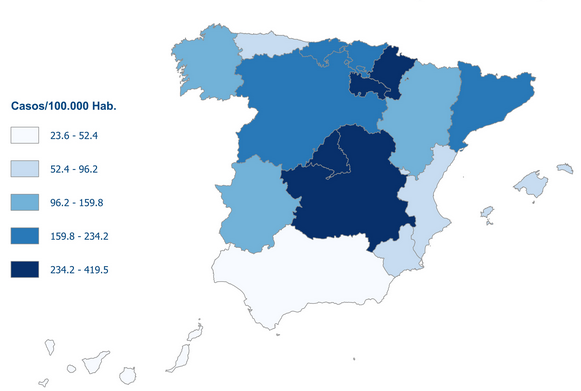 Casos/100.000 Hab.
23.6 - 52.4
52.4 - 96.2
96.2 - 159.8
159.8 - 234.2
234.2 - 419.5